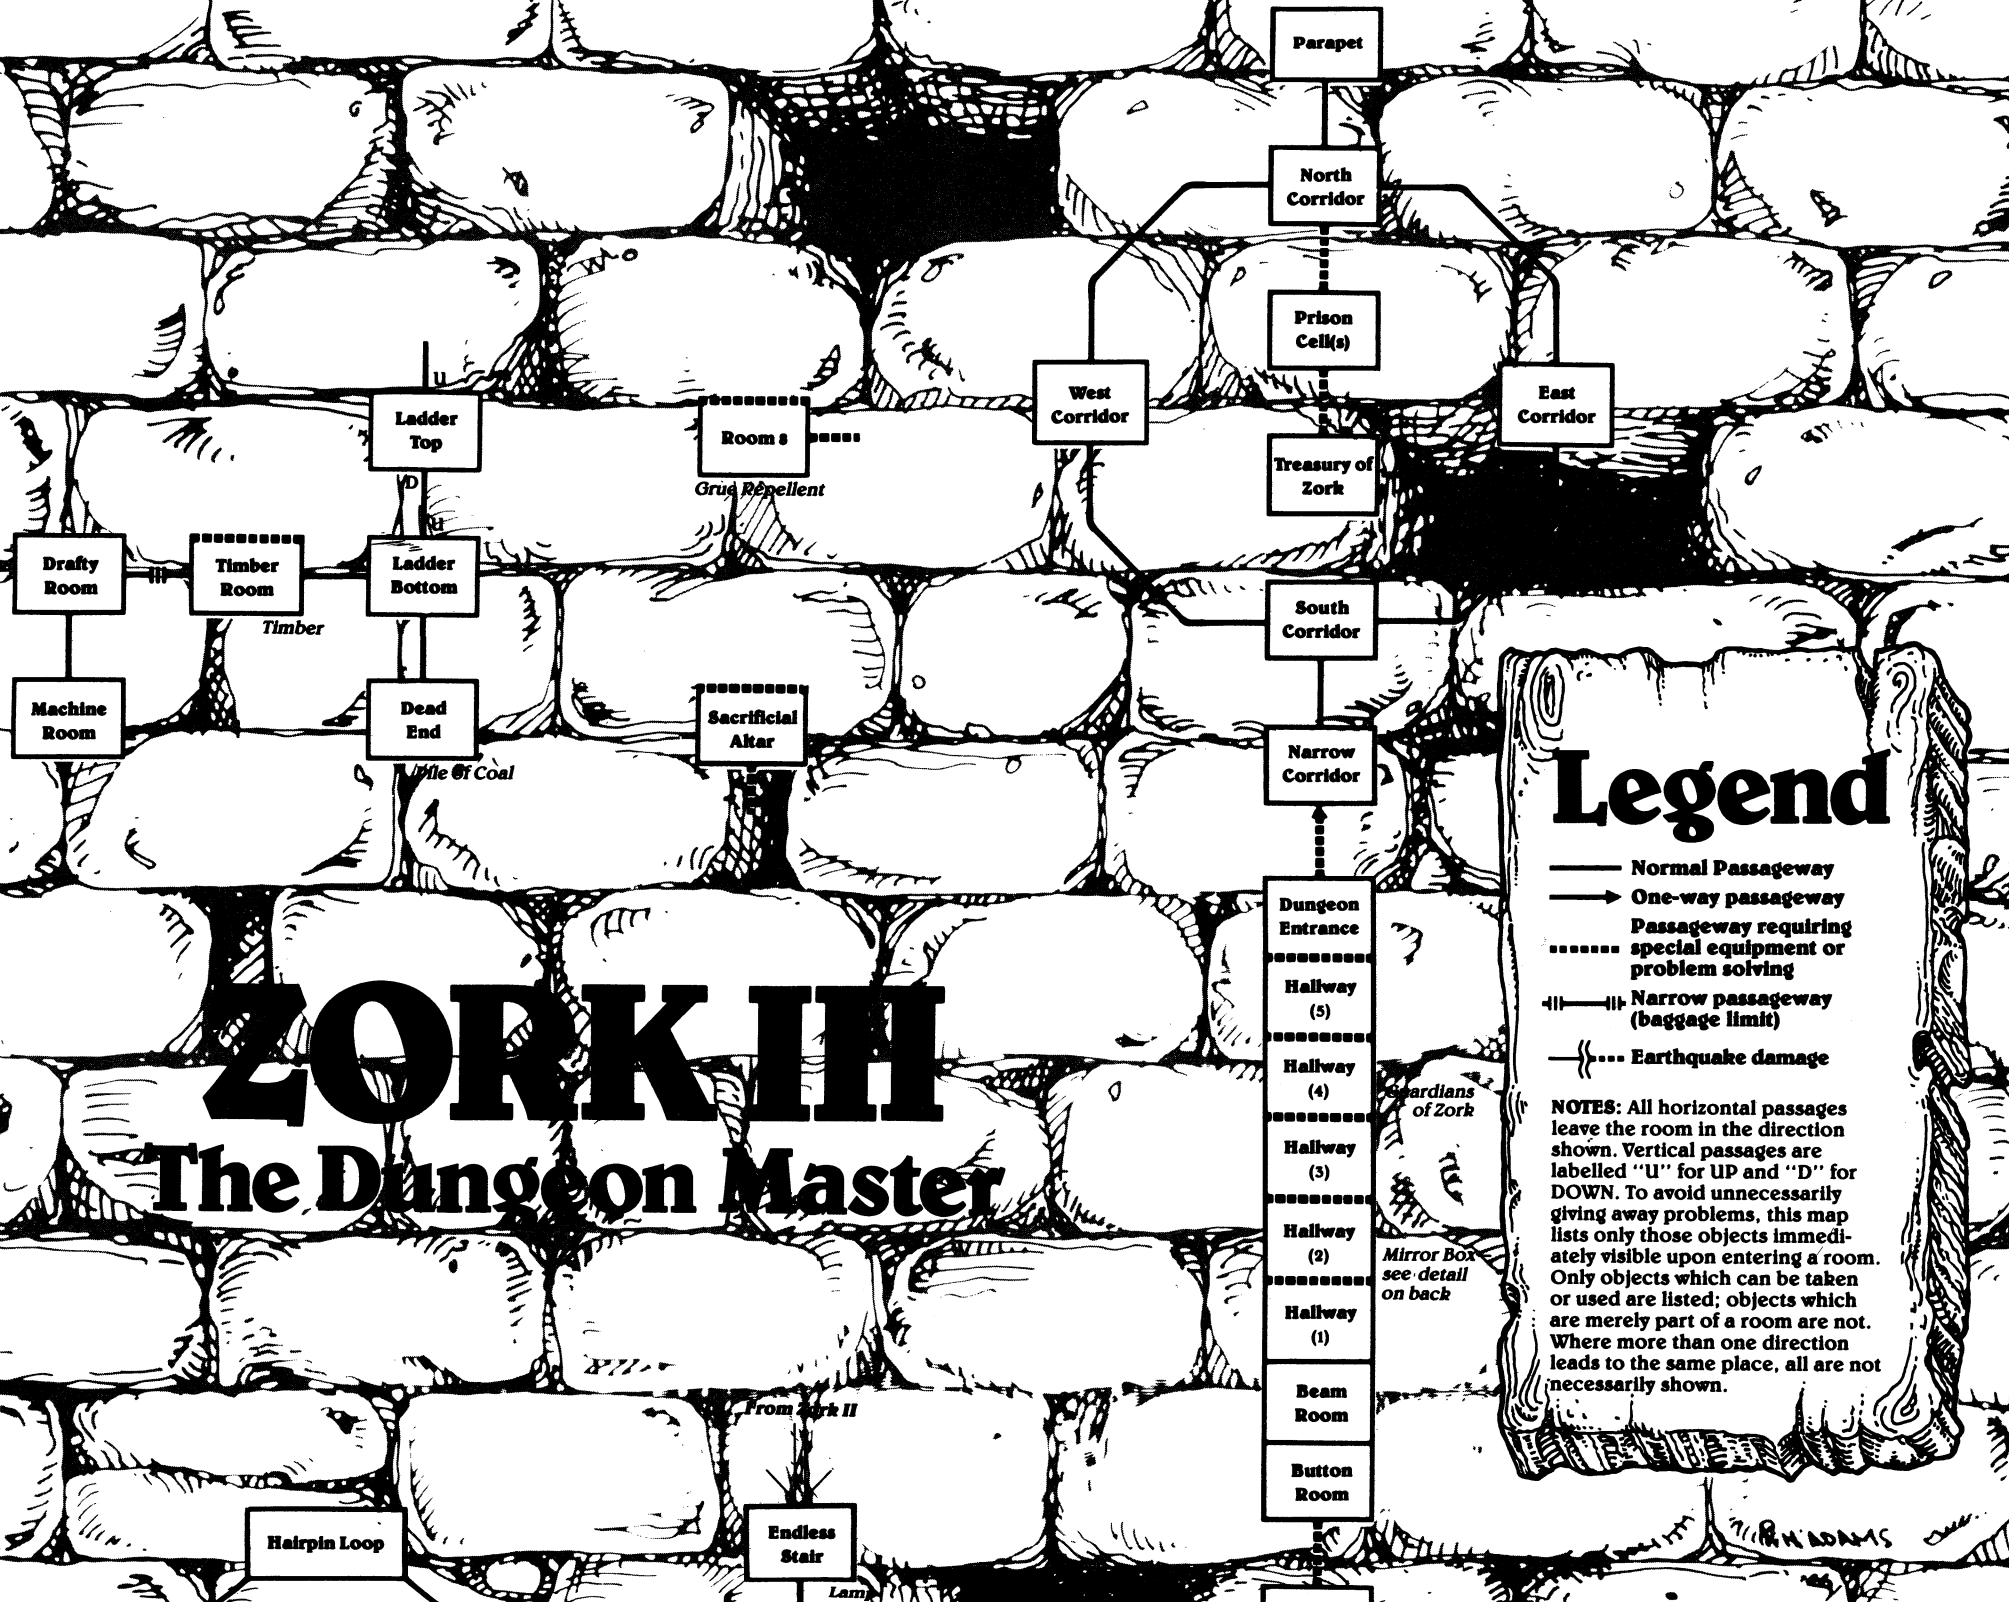 Parapet
North
Corridor
Prison
Cell(s)
West
Corridor
East
Corridor
U
Ladder
Top
D
U
Room 8
Grue Repellent
Treasury of
Zork
Drafty
Room
Timber
Room
Timber
Ladder
Bottom
South
Corridor
Machine
Room
Dead
End
Pile of Coal
Sacrificial
Altar
Narrow
Corridor
Dungeon
Entrance
Hallway
(5)
Hallway
(4)
Guardians
of Zork
Hallway
(3)
Hallway
(2)
Mirror Box
see detail
on back
Hallway
(1)
Beam
Room
Button
Room
ZORK III
The Dungeon Master
From Zork II
Hairpin Loop
Endless
Stair
Lamp
Legend
Normal Passageway
One-way passageway
Passageway requiring
special equipment or
problem solving
Narrow passageway
(baggage limit)
Earthquake damage
NOTES: All horizontal passages
leave the room in the direction
shown. Vertical passages are
labelled "U" for UP and "D" for
DOWN. To avoid unnecessarily
giving away problems, this map
lists only those objects immedi-
ately visible upon entering a room.
Only objects which can be taken
or used are listed; objects which
are merely part of a room are not.
Where more than one direction
leads to the same place, all are not
necessarily shown.
ADAMS